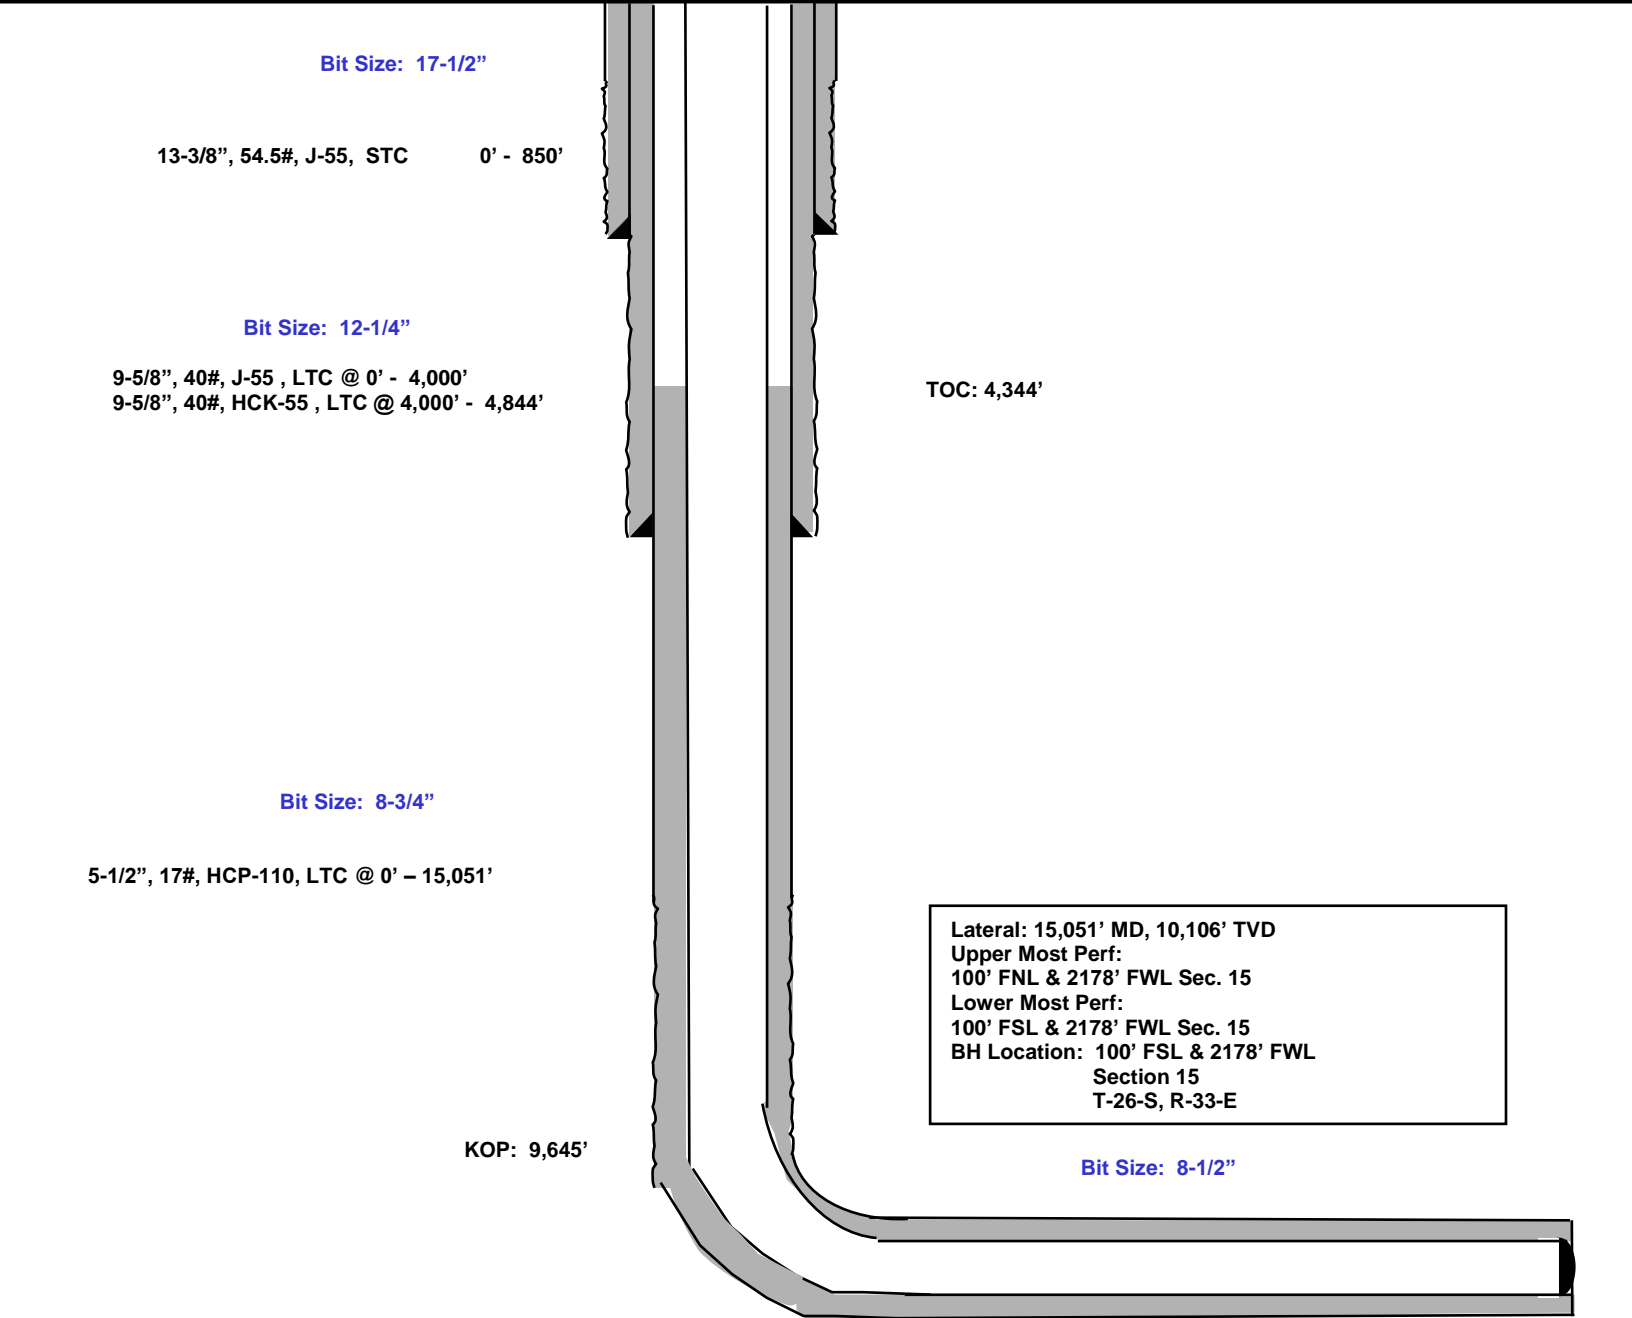 Bit Size: 17-1/2”
13-3/8”, 54.5#, J-55, STC 0’ - 850’
Bit Size: 12-1/4”
9-5/8”, 40#, J-55 , LTC @ 0’ - 4,000’
9-5/8”, 40#, HCK-55 , LTC @ 4,000’ - 4,844’
TOC: 4,344’
Bit Size: 8-3/4”
5-1/2”, 17#, HCP-110, LTC @ 0’ – 15,051’
Lateral: 15,051’ MD, 10,106’ TVD
Upper Most Perf:
100’ FNL & 2178’ FWL Sec. 15
Lower Most Perf:
100’ FSL & 2178’ FWL Sec. 15
BH Location: 100’ FSL & 2178’ FWL
Section 15
T-26-S, R-33-E
KOP: 9,645’
Bit Size: 8-1/2”